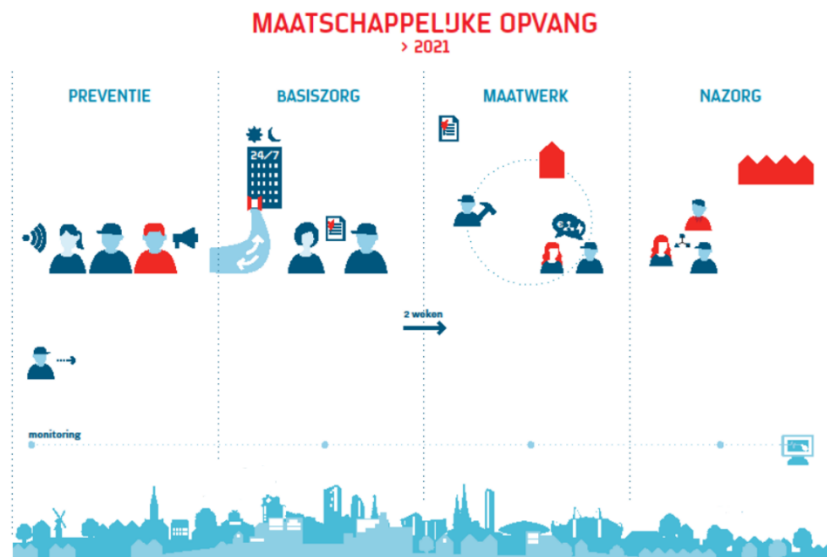 MAATSCHAPPELIJKE OPVANG
> 2021
PREVENTIE
BASISZORG
MAATWERK
NAZORG
24/7
2 weken
monitoring